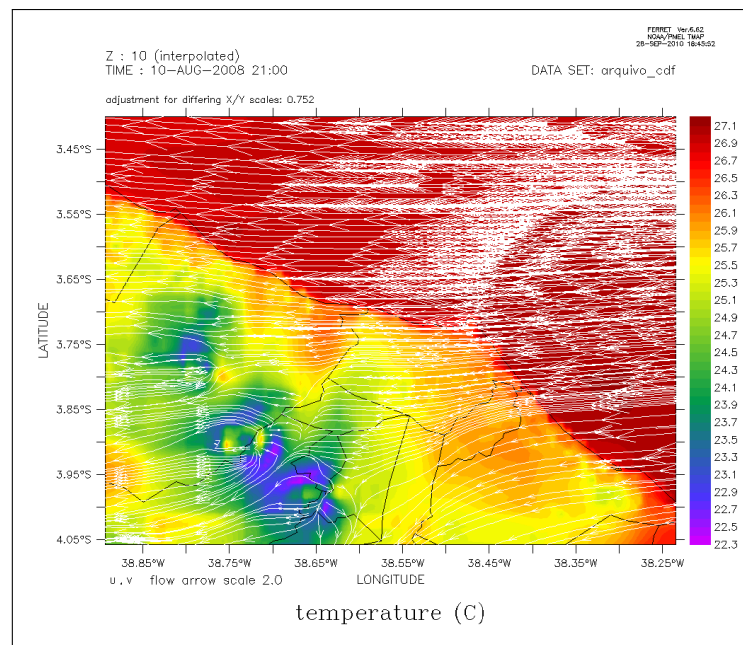 FERRET Ver.6.62
NOAA/PMEL TMAP
28-SEP-2010 16:43:52
Z : 10 (interpolated)
TIME : 10-AUG-2008 21:00
DATA SET: arquivo_cdf
adjustment for differing X/Y scales: 0.752
3.45°S
3.55°S
3.65°S
3.75°S
3.85°S
3.95°S
4.05°S
LATITUDE
27.1
26.9
26.7
26.5
26.3
26.1
25.9
25.7
25.5
25.3
25.1
24.9
24.7
24.5
24.3
24.1
23.9
23.7
23.5
23.3
23.1
22.9
22.7
22.5
22.3
38.85°W 38.75°W 38.65°W 38.55°W 38.45°W 38.35°W 38.25°W
u,v flow arrow scale 2.0
LONGITUDE
temperature (C)